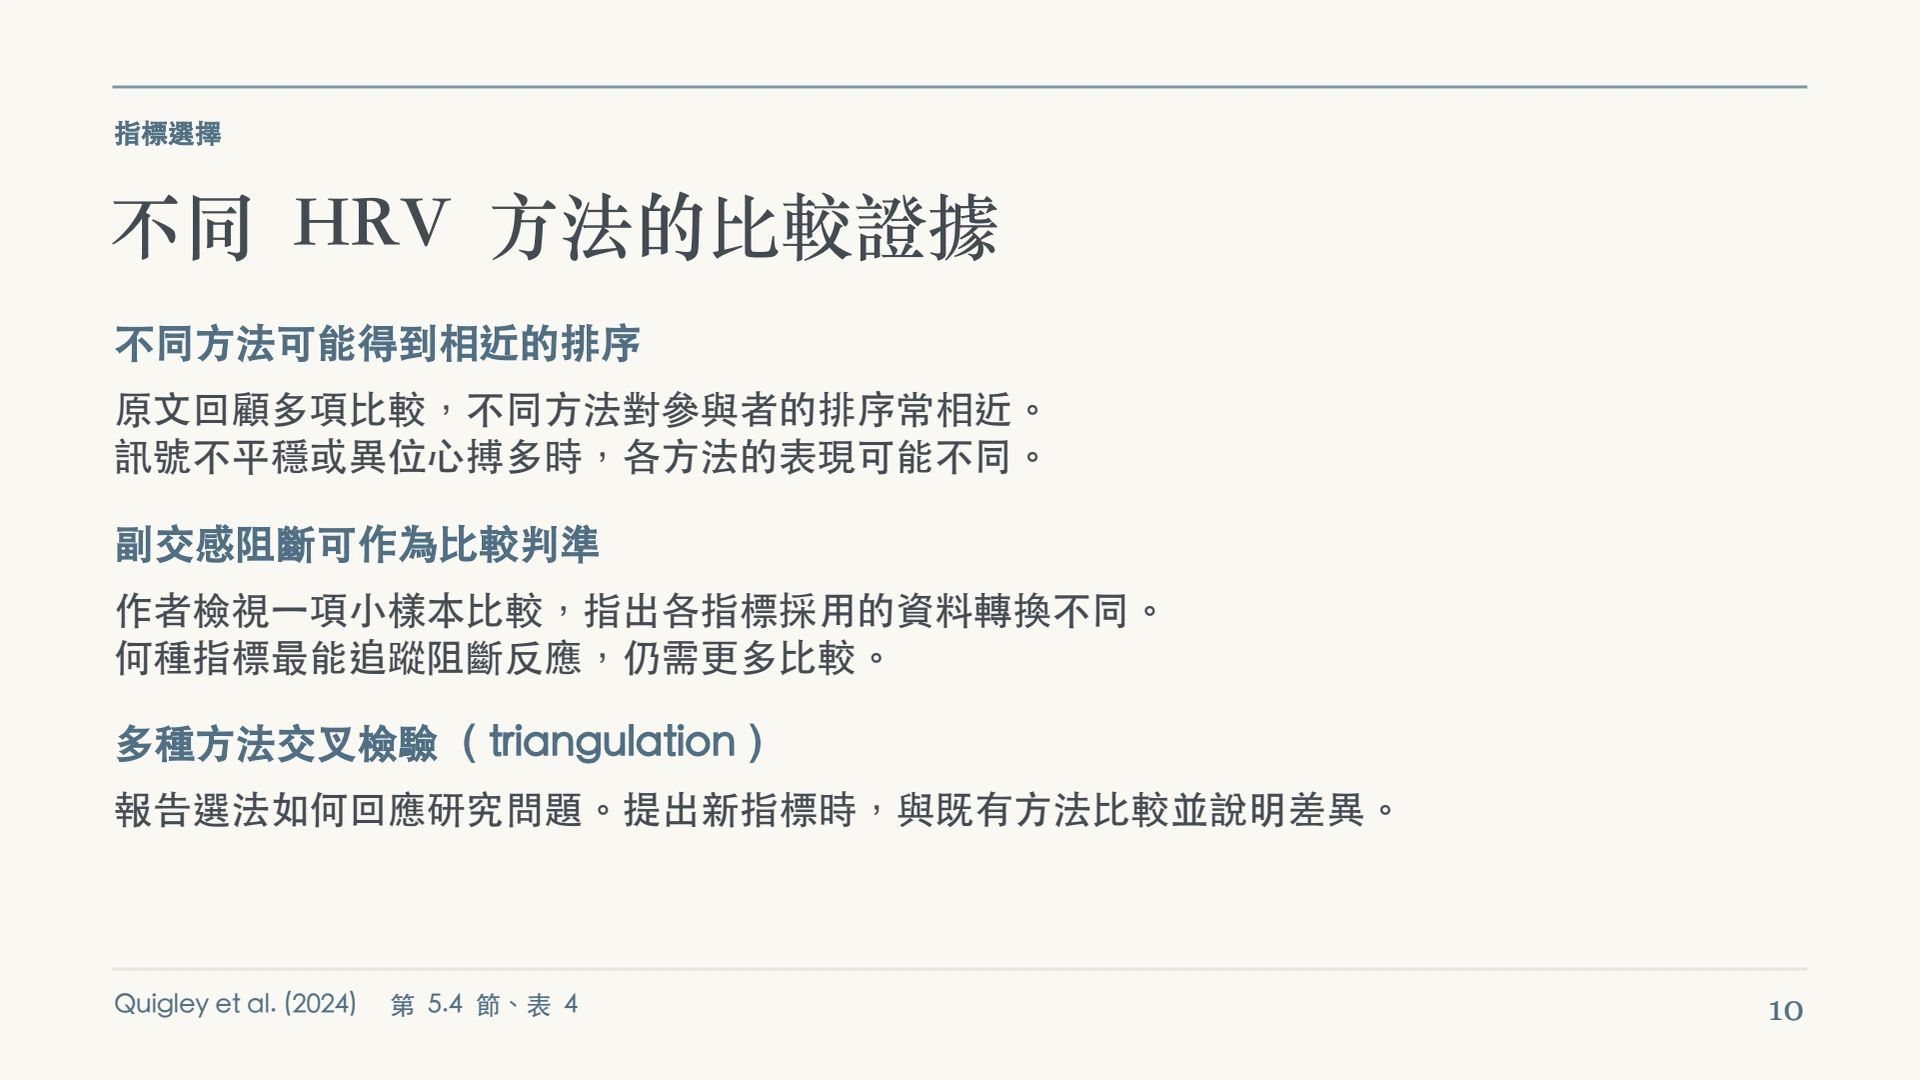 指標選擇
不同 HRV 方法的比較證據
不同方法可能得到相近的排序
原文回顧多項比較，不同方法對參與者的排序常相近。
訊號不平穩或異位心搏多時，各方法的表現可能不同。
副交感阻斷可作為比較判準
作者檢視一項小樣本比較，指出各指標採用的資料轉換不同。
何種指標最能追蹤阻斷反應，仍需更多比較。
多種方法交叉檢驗（triangulation）
報告選法如何回應研究問題。提出新指標時，與既有方法比較並說明差異。
Quigley et al. (2024) 第 5.4 節、表 4
10